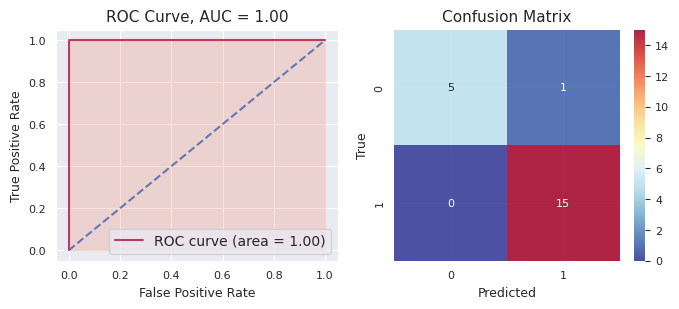 ROC Curve, AUC = 1.00
True Positive Rate
1.0
0.8
0.6
0.4
0.2
0.0
ROC curve (area = 1.00)
0.0 0.2 0.4 0.6 0.8 1.0
False Positive Rate
Confusion Matrix
True
0
1
5 1
0 15
0 1
Predicted
14
12
10
8
6
4
2
0